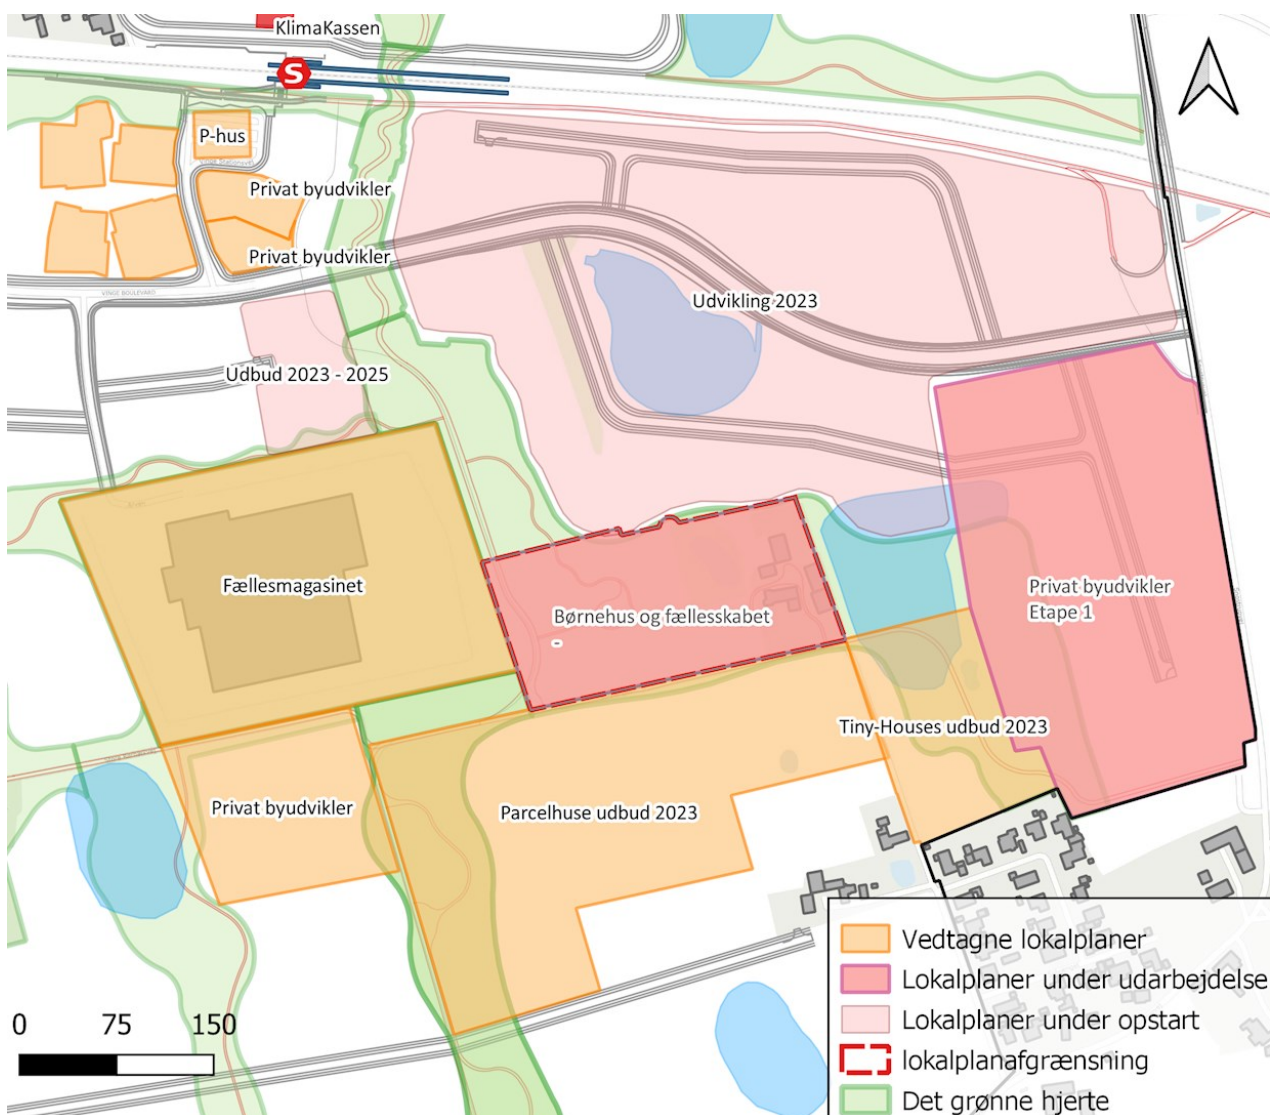 KlimaKassen
S
P-hus
Privat byudvikler
Privat byudvikler
VINGE BOULEVARD
Udvikling 2023
Udbud 2023 - 2025
Fællesmagasinet
Børnehus og fællesskabet
-
Privat byudvikler
Etape 1
Tiny-Houses udbud 2023
Privat byudvikler
Parcelhuse udbud 2023
0 75 150
Vedtagne lokalplaner
Lokalplaner under udarbejdelse
Lokalplaner under opstart
lokalplanafgrænsning
Det grønne hjerte